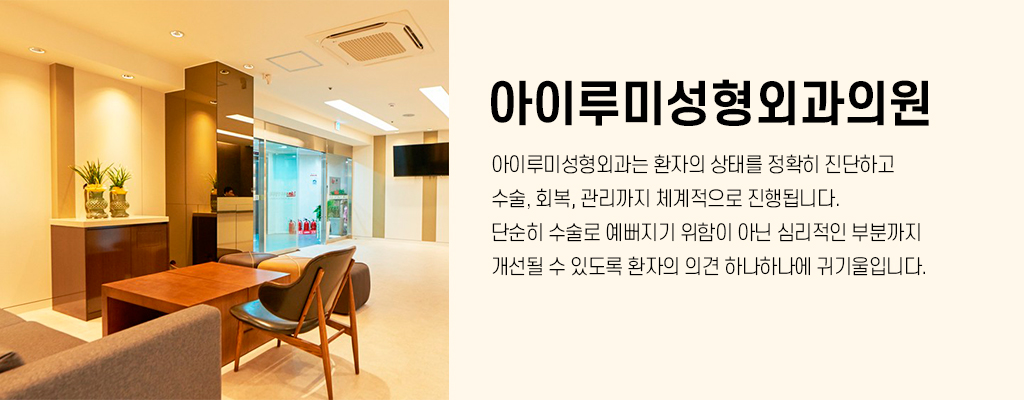 아이루미성형외과의원
아이루미성형외과는 환자의 상태를 정확히 진단하고
수술, 회복, 관리까지 체계적으로 진행됩니다.
단순히 수술로 예뻐지기 위함이 아닌 심리적인 부분까지
개선될 수 있도록 환자의 의견 하나하나에 귀기울입니다.